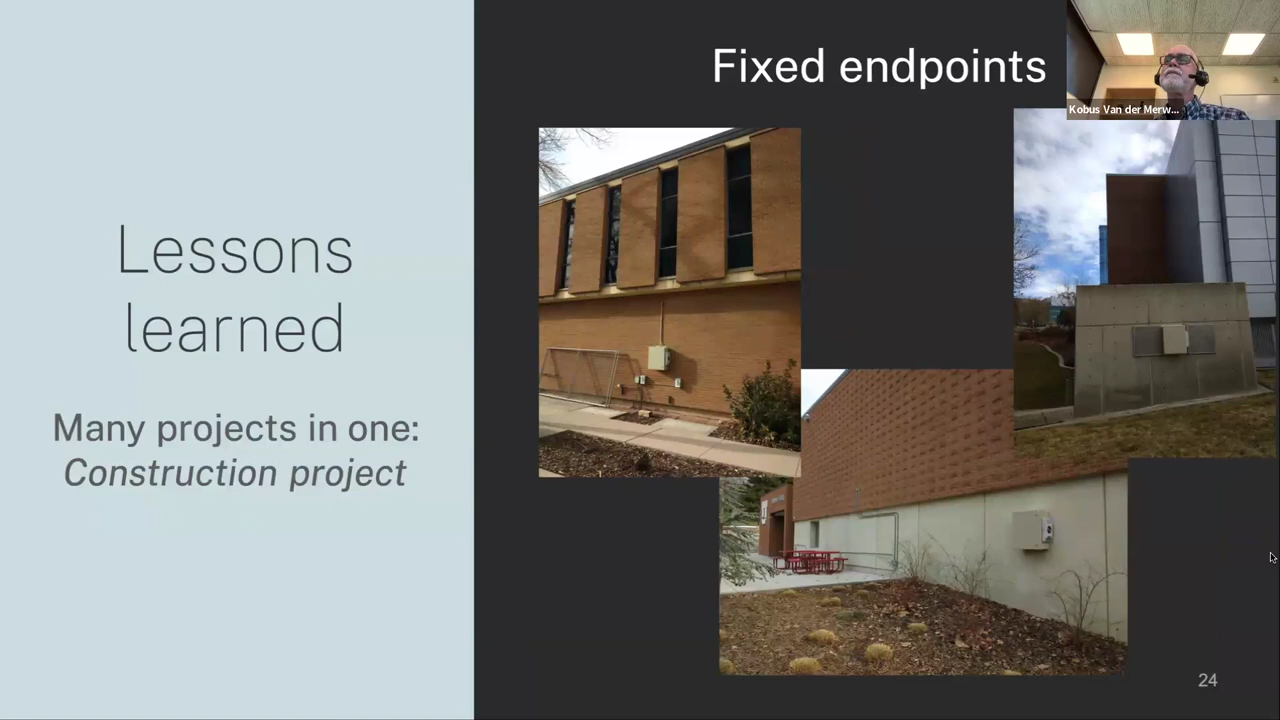 Fixed endpoints
Kobus Van der Merw...
Lessons
learned
Many projects in one:
Construction project
24